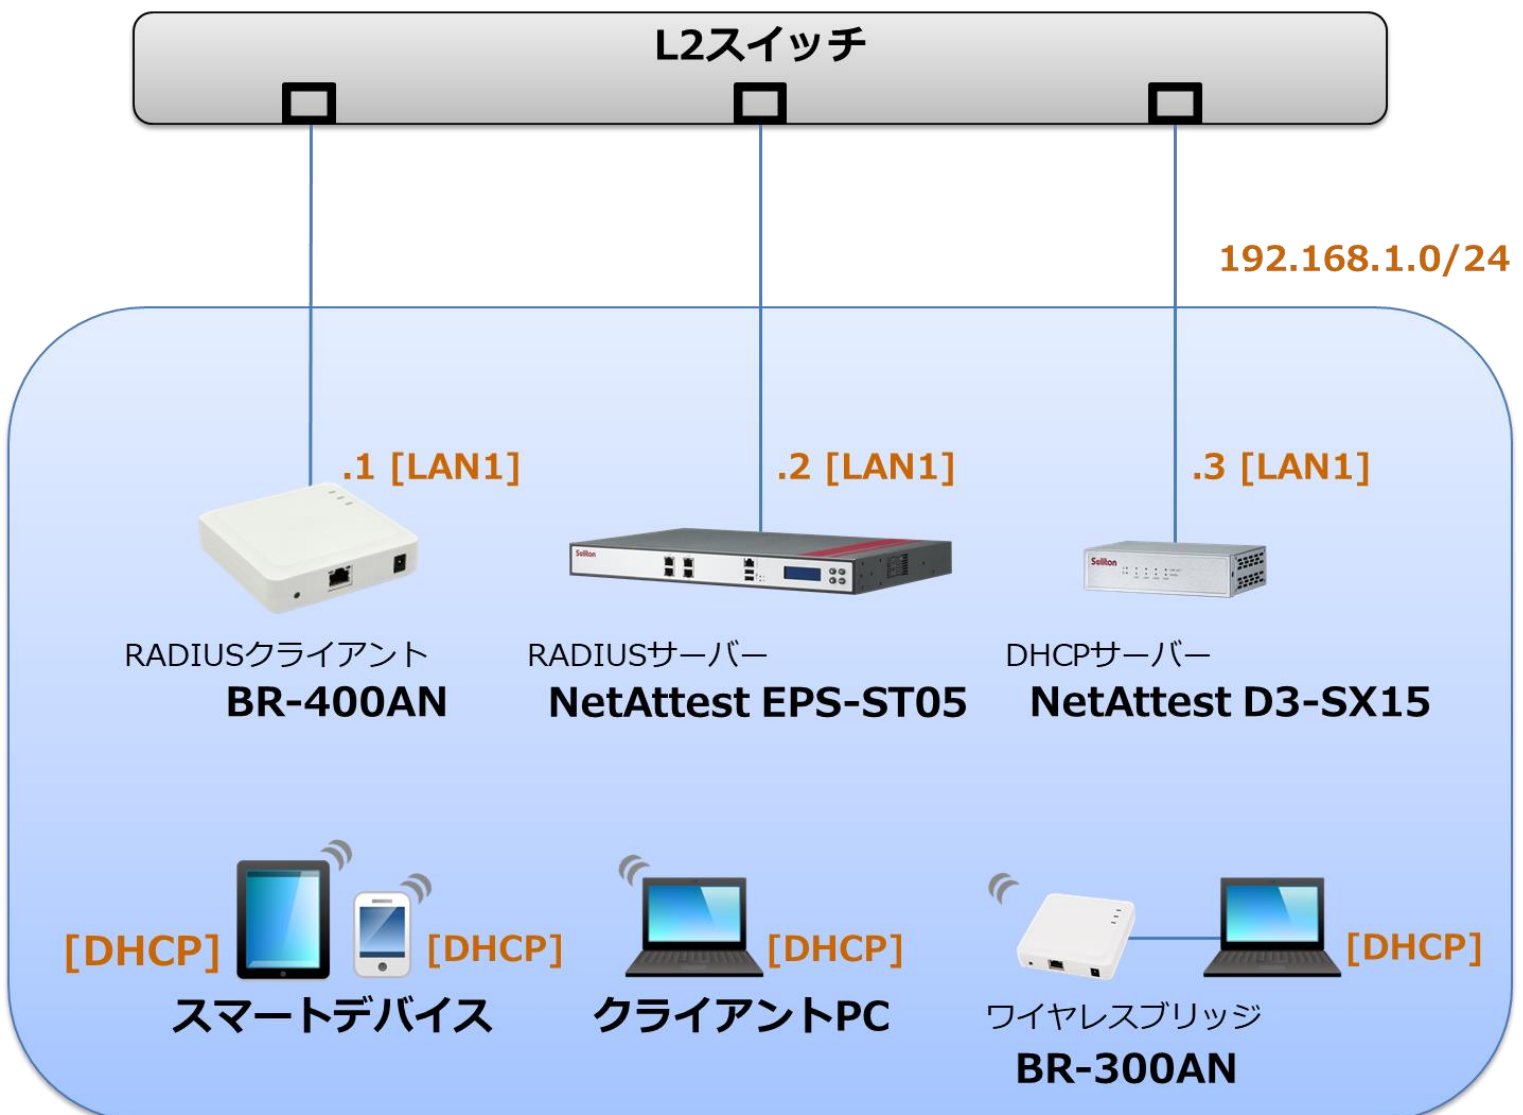 L2スイッチ
192.168.1.0/24
.1 [LAN1]
.2 [LAN1]
.3 [LAN1]
Soliton
Soliton
RADIUSクライアント
BR-400AN
RADIUSサーバー
NetAttest EPS-ST05
DHCPサーバー
NetAttest D3-SX15
[DHCP]
[DHCP]
スマートデバイス
[DHCP]
クライアントPC
[DHCP]
ワイヤレスブリッジ
BR-300AN